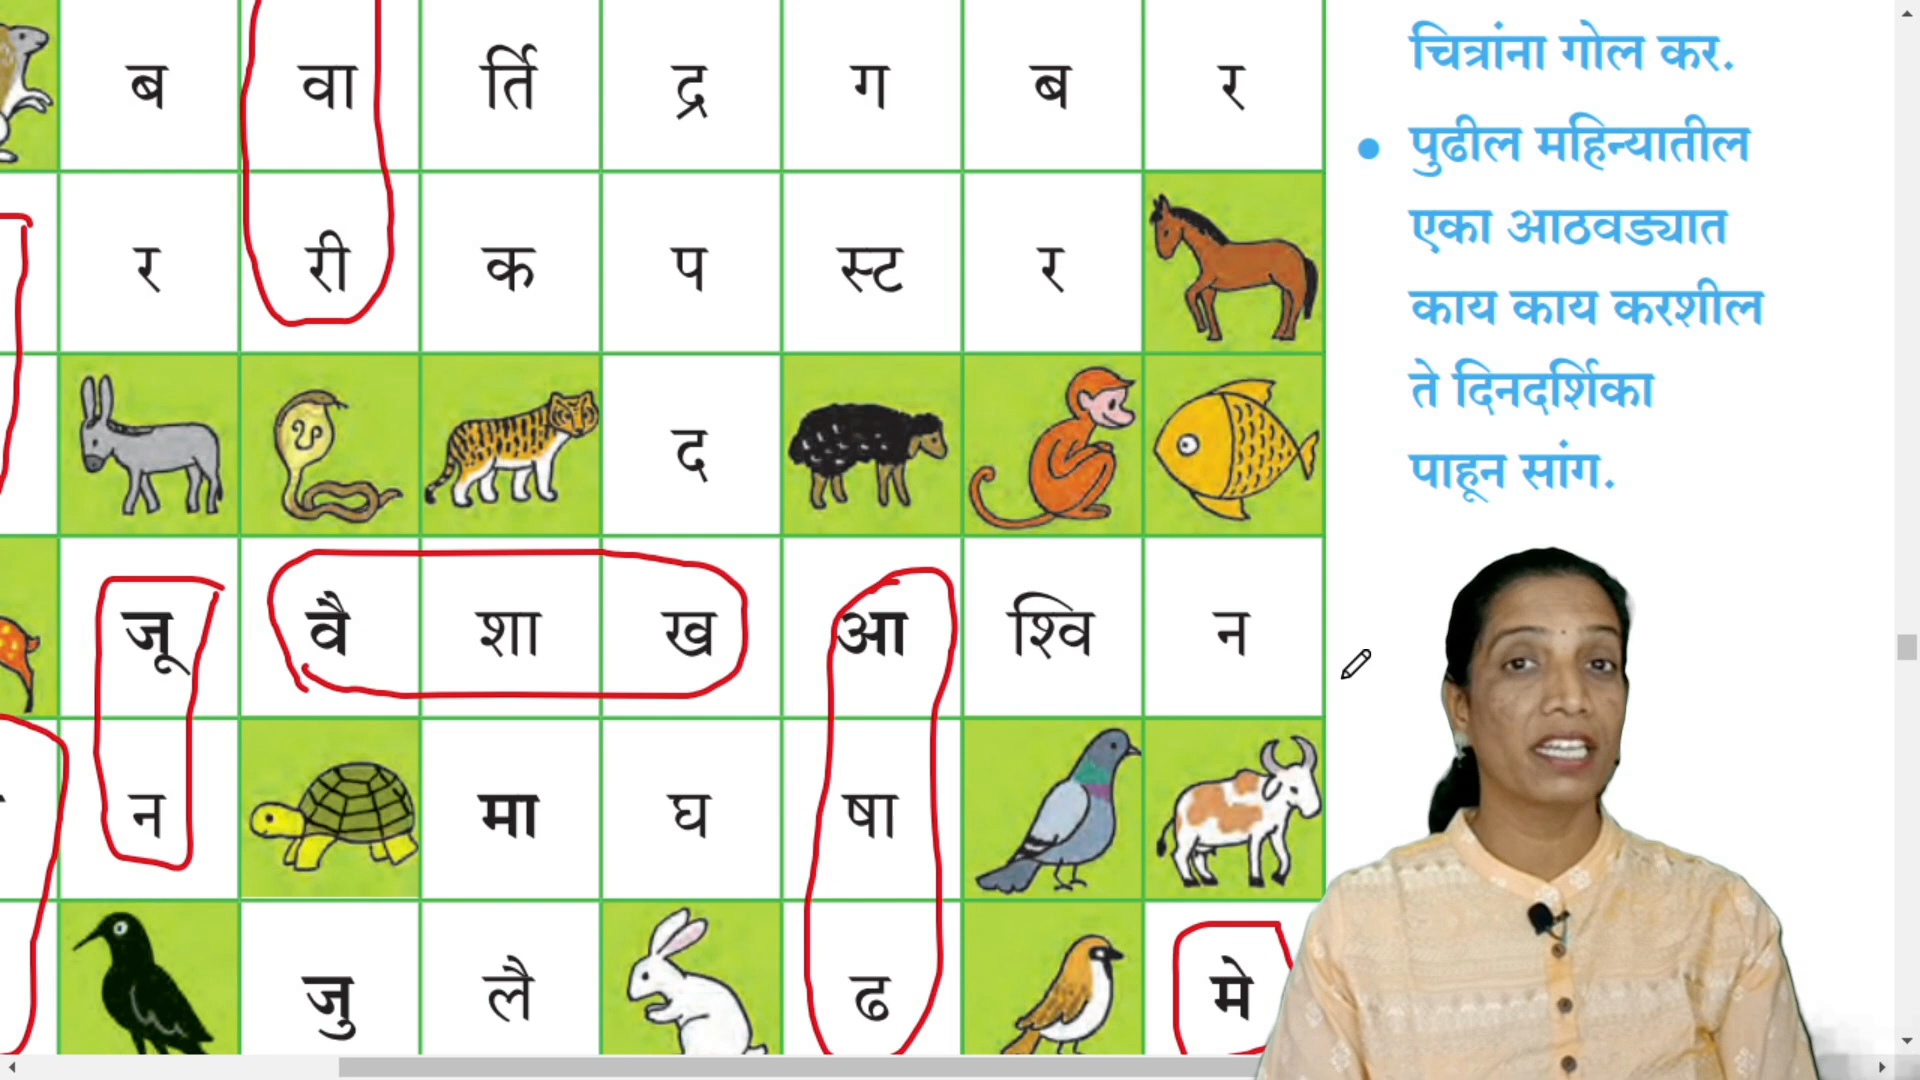 ब वा र्ति द्र ग ब र
र री क प स्ट र
द
जू वै शा ख आ श्वि न
न मा घ षा
जु लै ढ मे
चित्रांना गोल कर.
• पुढील महिन्यातील
एका आठवड्यात
काय काय करशील
ते दिनदर्शिका
पाहून सांग.